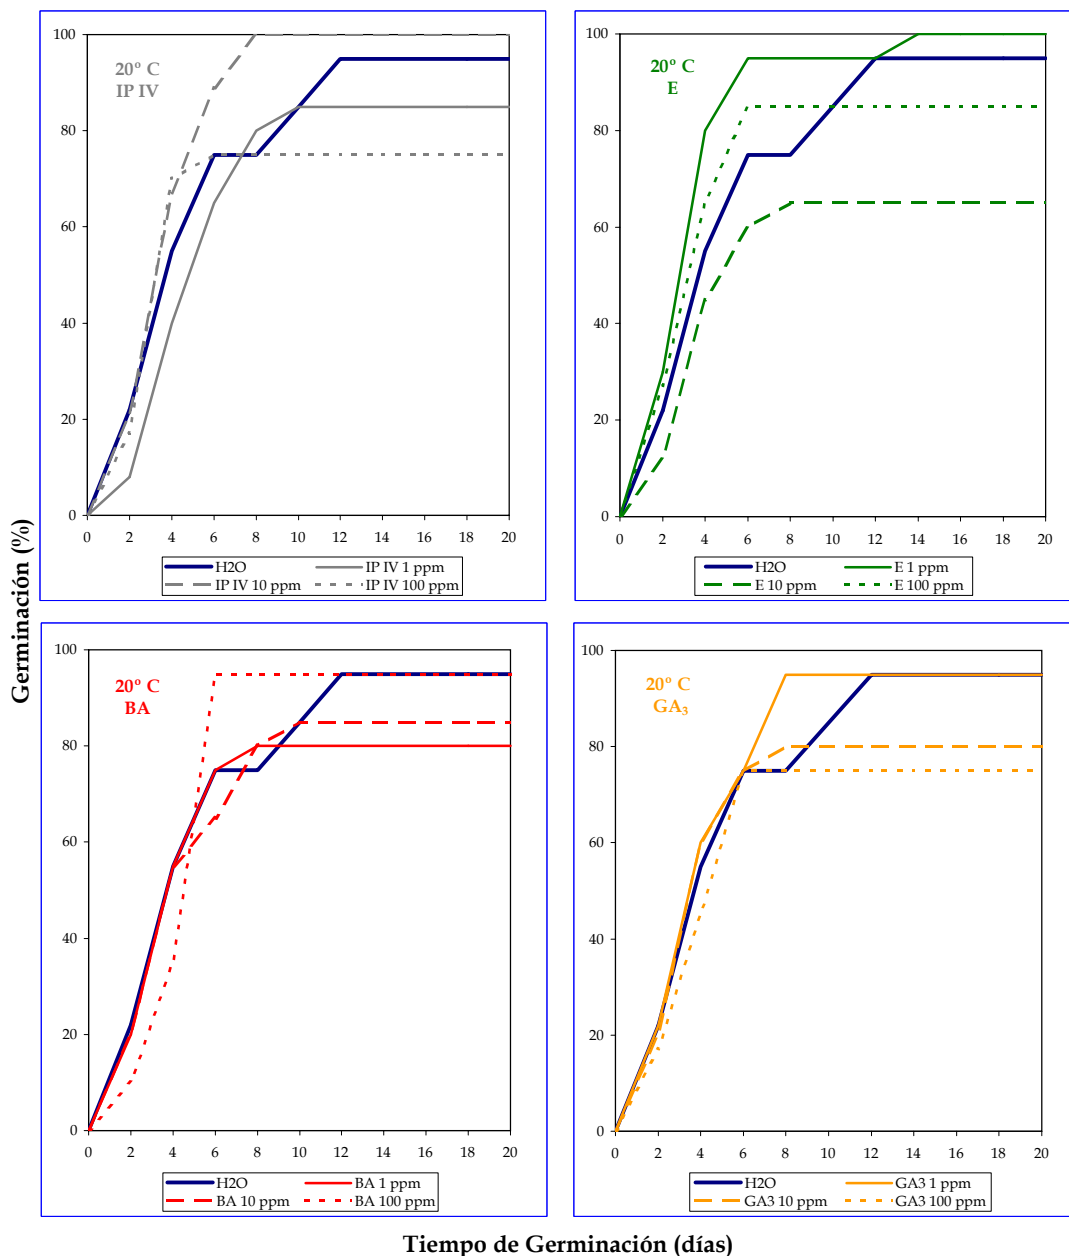 Germinación (%)
100
80
60
40
20
0
20º C
IP IV
0 2 4 6 8 10 12 14 16 18 20
H2O IP IV 1 ppm
IP IV 10 ppm IP IV 100 ppm
100
80
60
40
20
0
20º C
E
0 2 4 6 8 10 12 14 16 18 20
H2O E 1 ppm
E 10 ppm E 100 ppm
100
80
60
40
20
0
20º C
BA
0 2 4 6 8 10 12 14 16 18 20
H2O BA 1 ppm
BA 10 ppm BA 100 ppm
100
80
60
40
20
0
20º C
GA₃
0 2 4 6 8 10 12 14 16 18 20
H2O GA3 1 ppm
GA3 10 ppm GA3 100 ppm
Tiempo de Germinación (días)